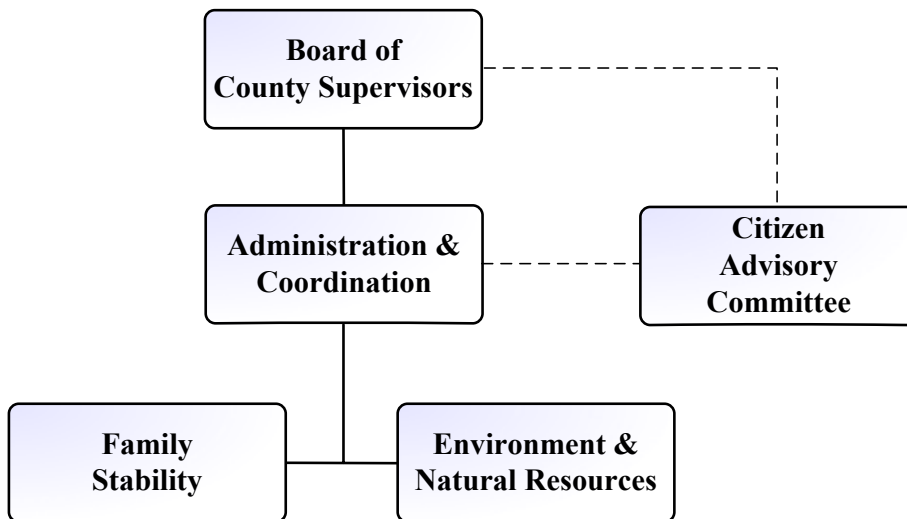 Board of
County Supervisors
Administration &
Coordination
Citizen
Advisory
Committee
Family
Stability
Environment &
Natural Resources